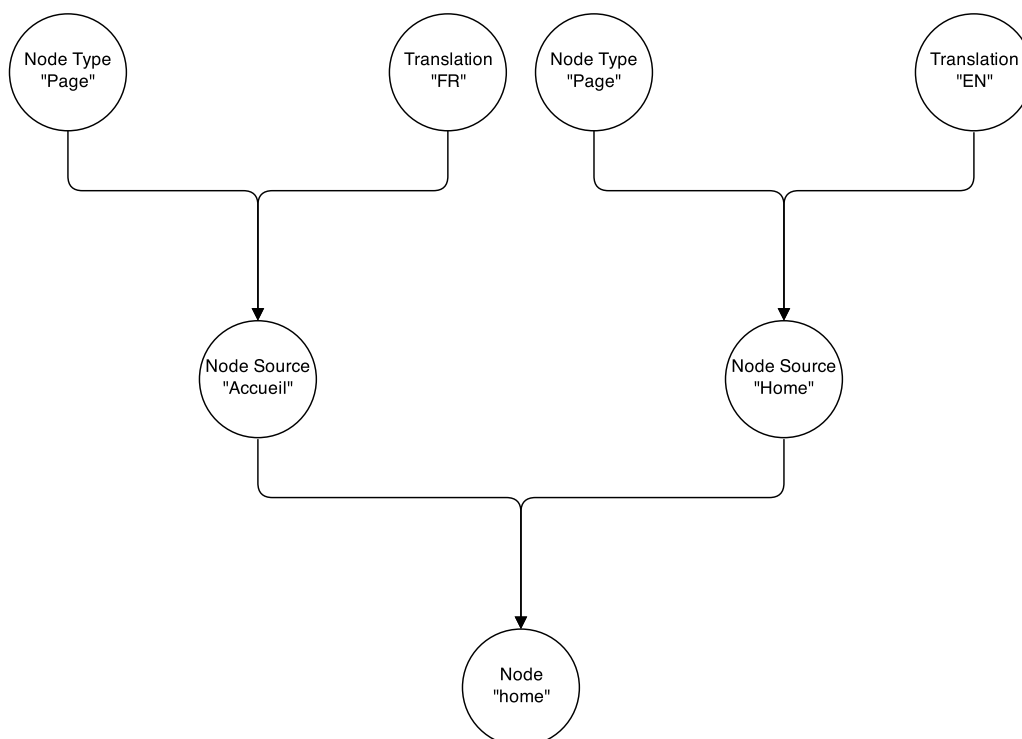 Node Type
"Page"
Translation
"FR"
Node Type
"Page"
Translation
"EN"
Node Source
"Accueil"
Node Source
"Home"
Node
"home"